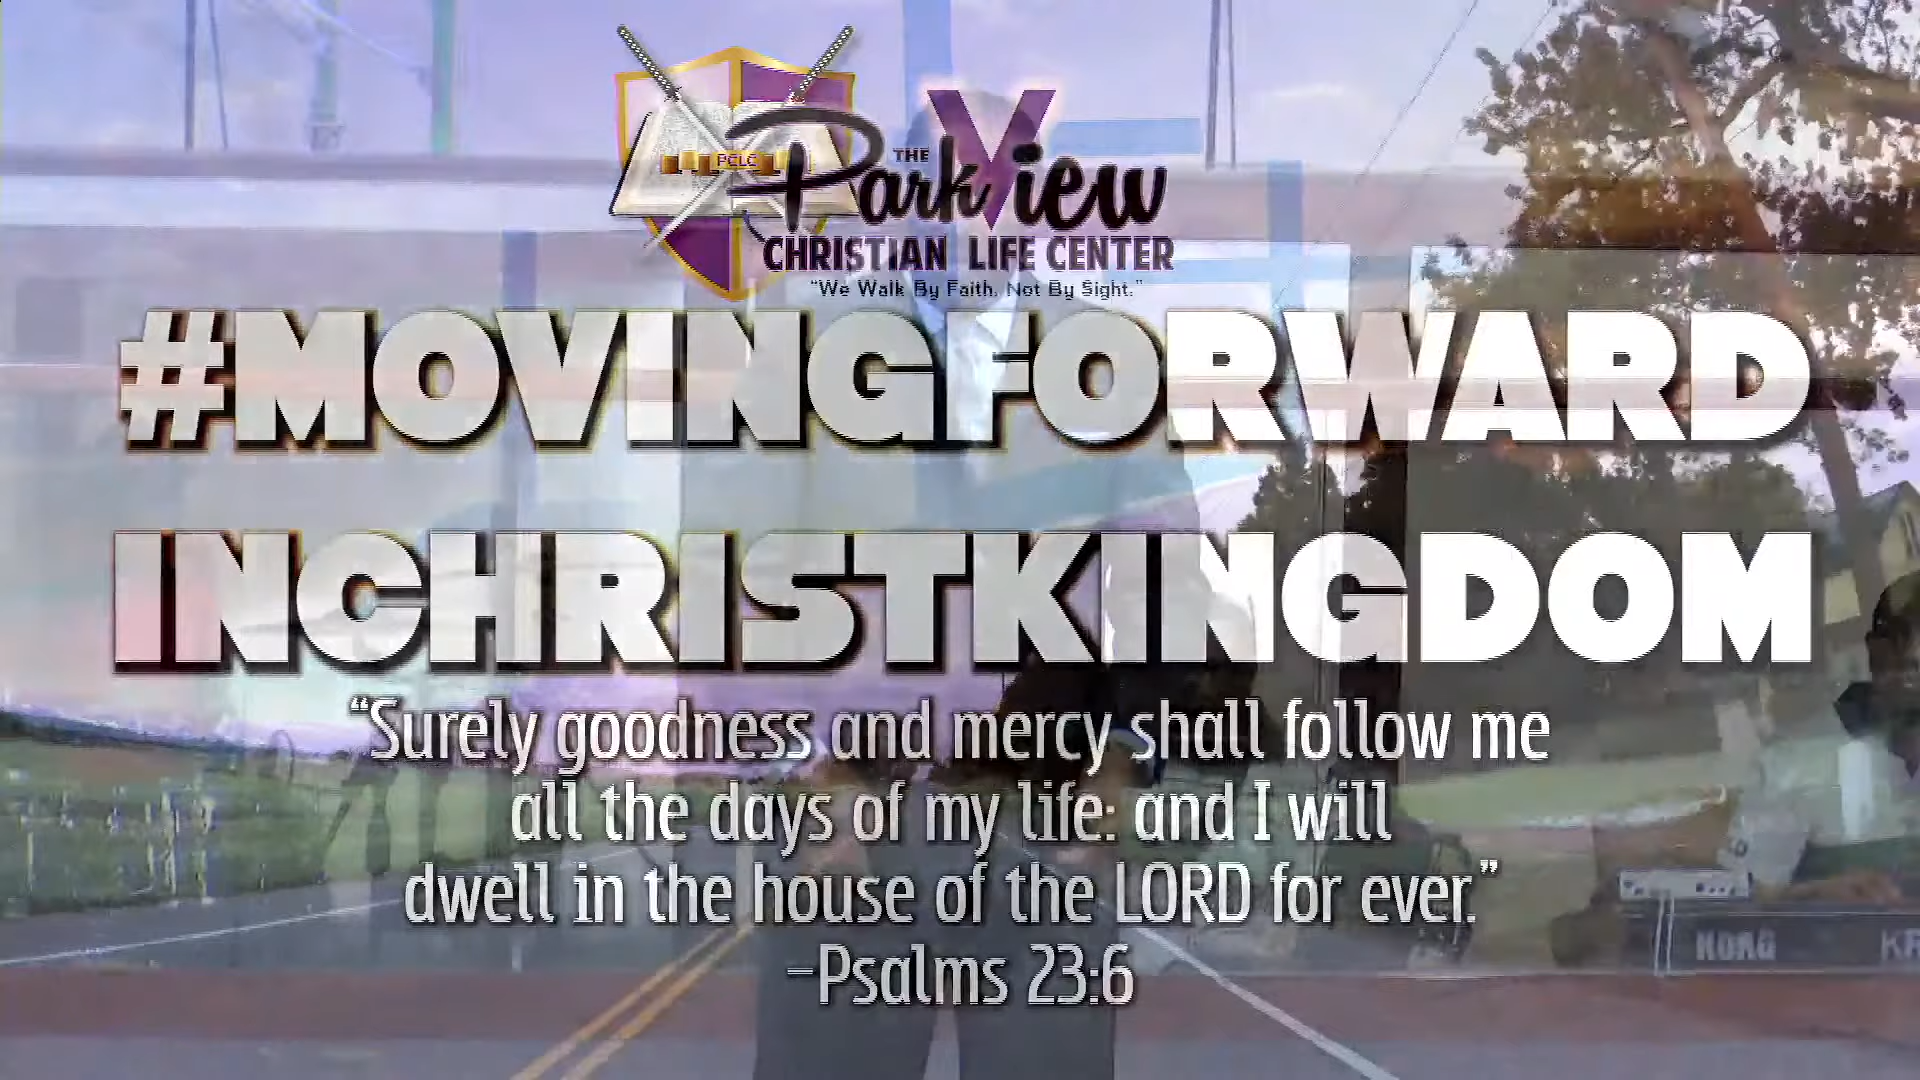 PCLC
THE
ParkView
CHRISTIAN LIFE CENTER
"We Walk By Faith, Not By Sight."
#MOVINGFORWARD
INCHRISTKINGDOM
“Surely goodness and mercy shall follow me
all the days of my life: and I will
dwell in the house of the LORD for ever.”
–Psalms 23:6
KORG